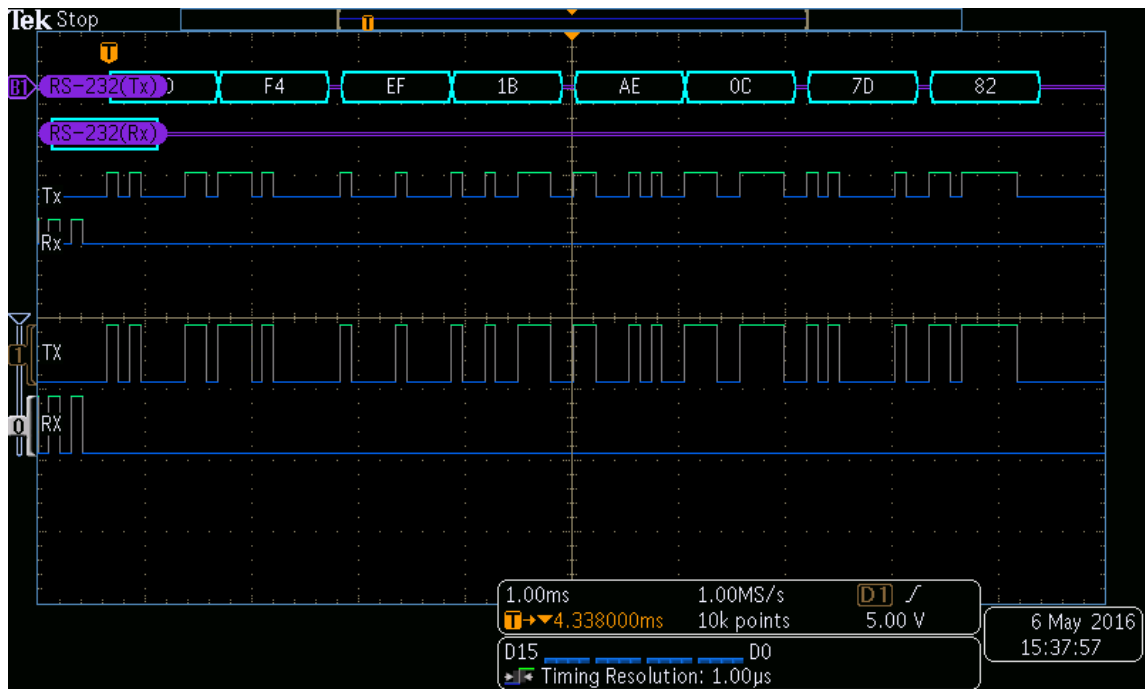 Tek Stop
T
T
B1 RS-232(Tx) F4 EF 1B AE 0C 7D 82
RS-232(Rx)
Tx
Rx
1 TX
0 RX
1.00ms 1.00MS/s D1
T→▼4.338000ms 10k points 5.00 V
6 May 2016
15:37:57
D15 D0
Timing Resolution: 1.00µs